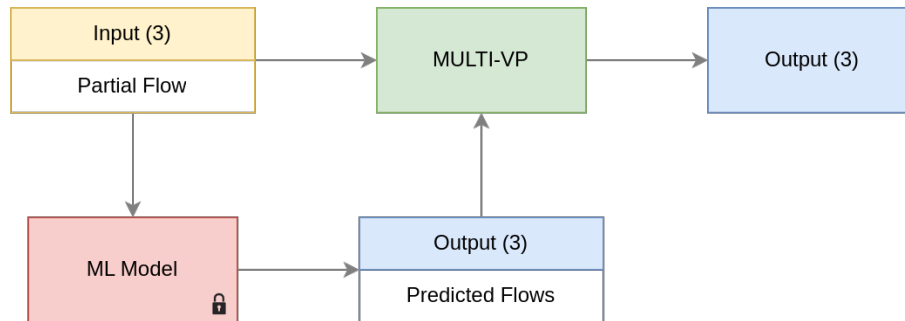 Input (3)
Partial Flow
MULTI-VP
Output (3)
ML Model
Output (3)
Predicted Flows